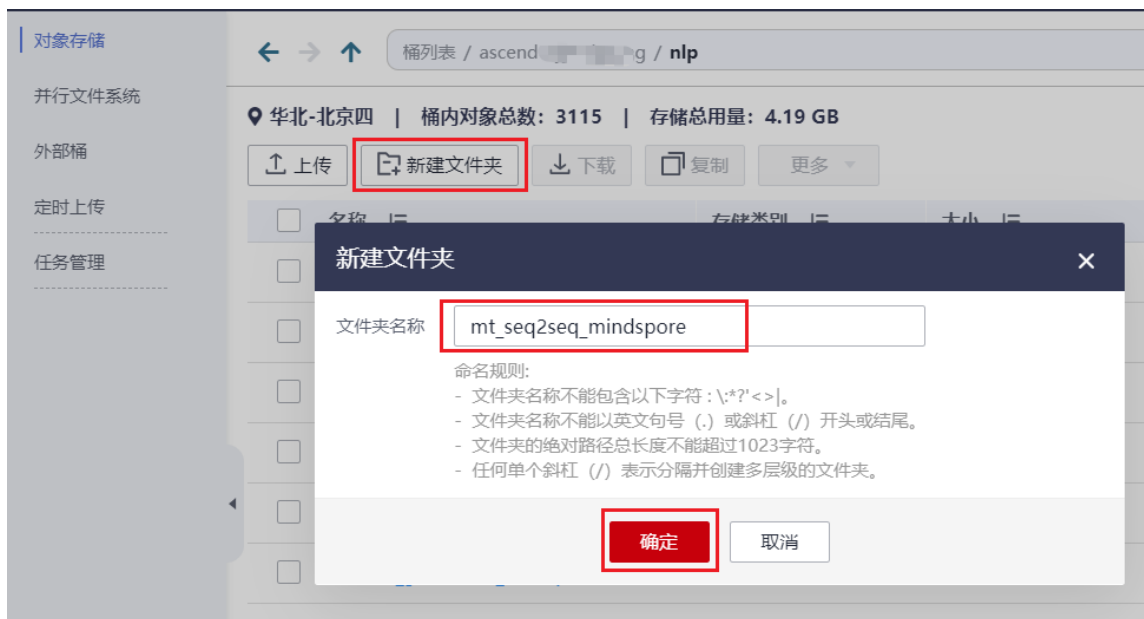 对象存储
并行文件系统
外部桶
定时上传
任务管理
桶列表 / ascend g / nlp
华北-北京四 | 桶内对象总数：3115 | 存储总用量：4.19 GB
上传 新建文件夹 下载 复制 更多
名称 存储类别 大小
新建文件夹
文件夹名称 mt_seq2seq_mindspore
命名规则:
- 文件夹名称不能包含以下字符 : \:*?"<>|。
- 文件夹名称不能以英文句号（.）或斜杠（/）开头或结尾。
- 文件夹的绝对路径总长度不能超过1023字符。
- 任何单个斜杠（/）表示分隔并创建多层级的文件夹。
确定 取消